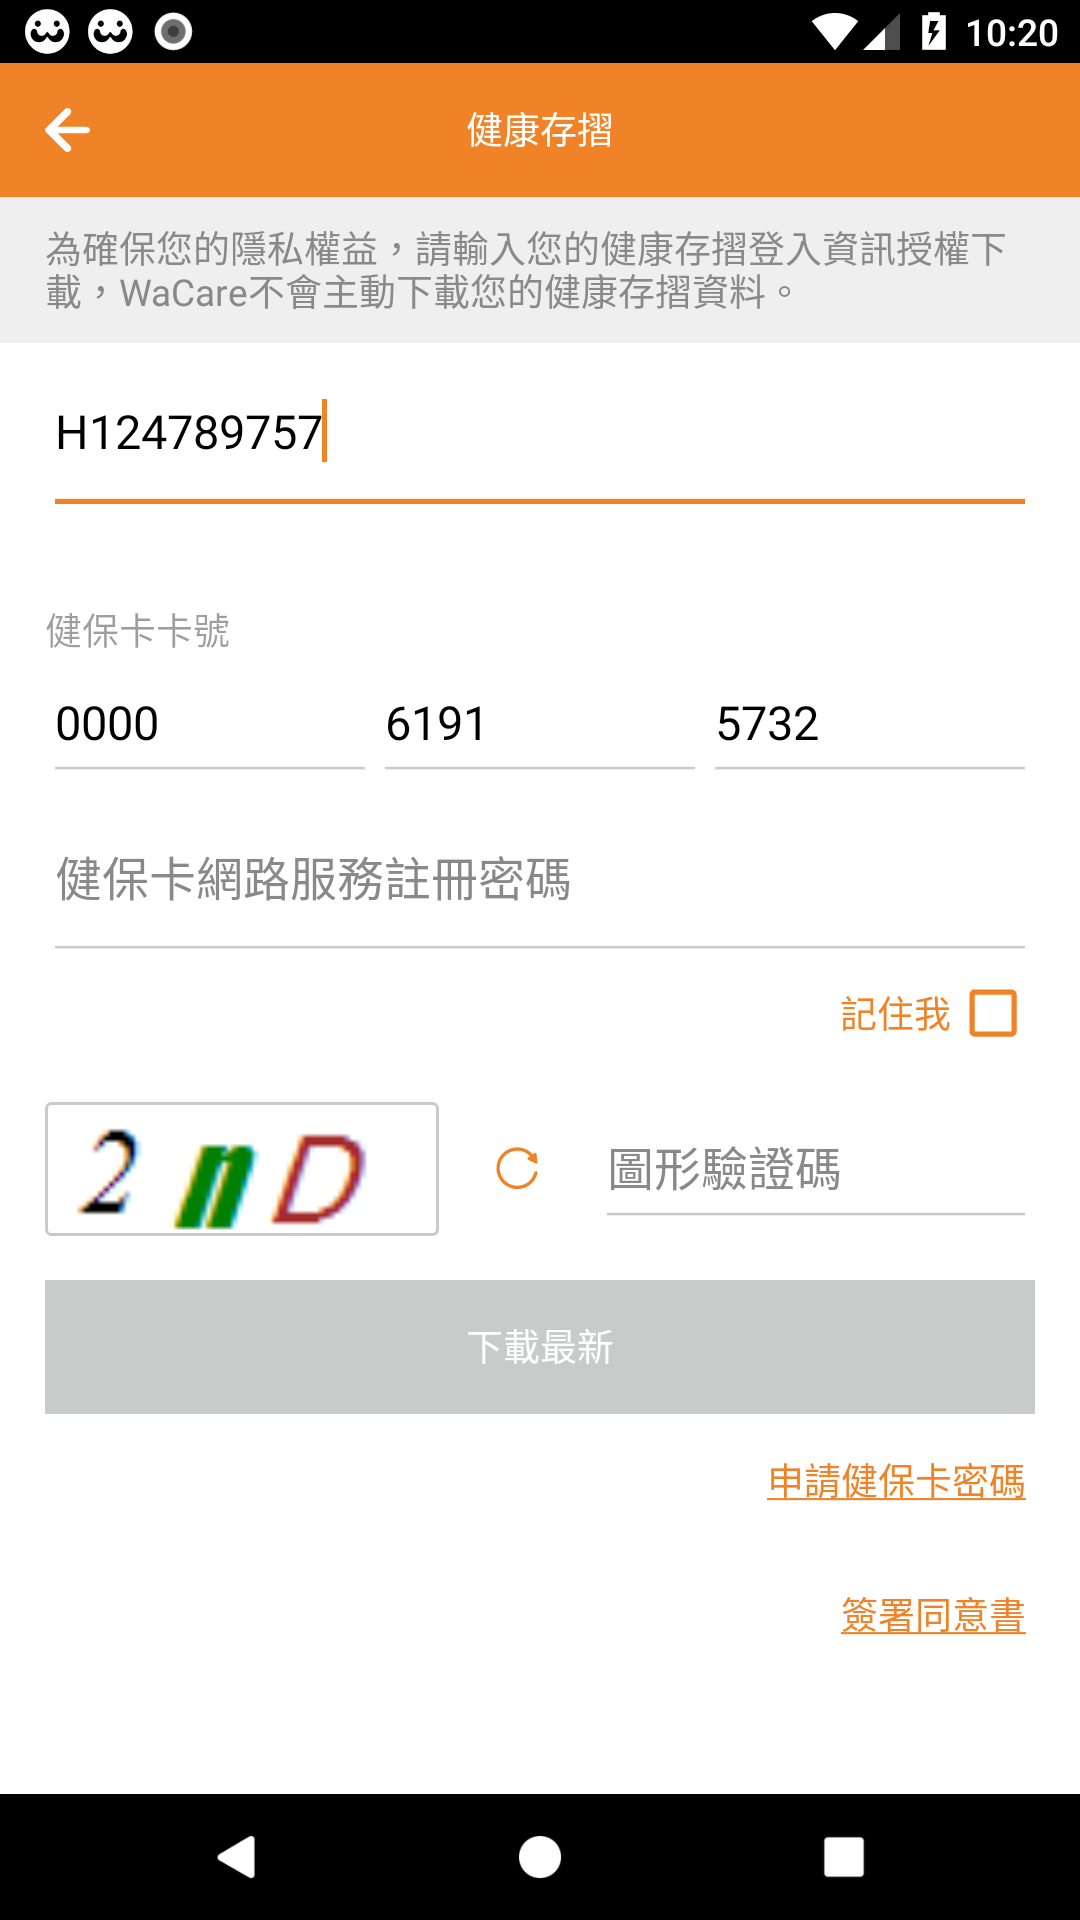 10:20
健康存摺
為確保您的隱私權益，請輸入您的健康存摺登入資訊授權下
載，WaCare不會主動下載您的健康存摺資料。
H124789757
健保卡卡號
0000 6191 5732
健保卡網路服務註冊密碼
記住我
2 n D 圖形驗證碼
下載最新
申請健保卡密碼
簽署同意書